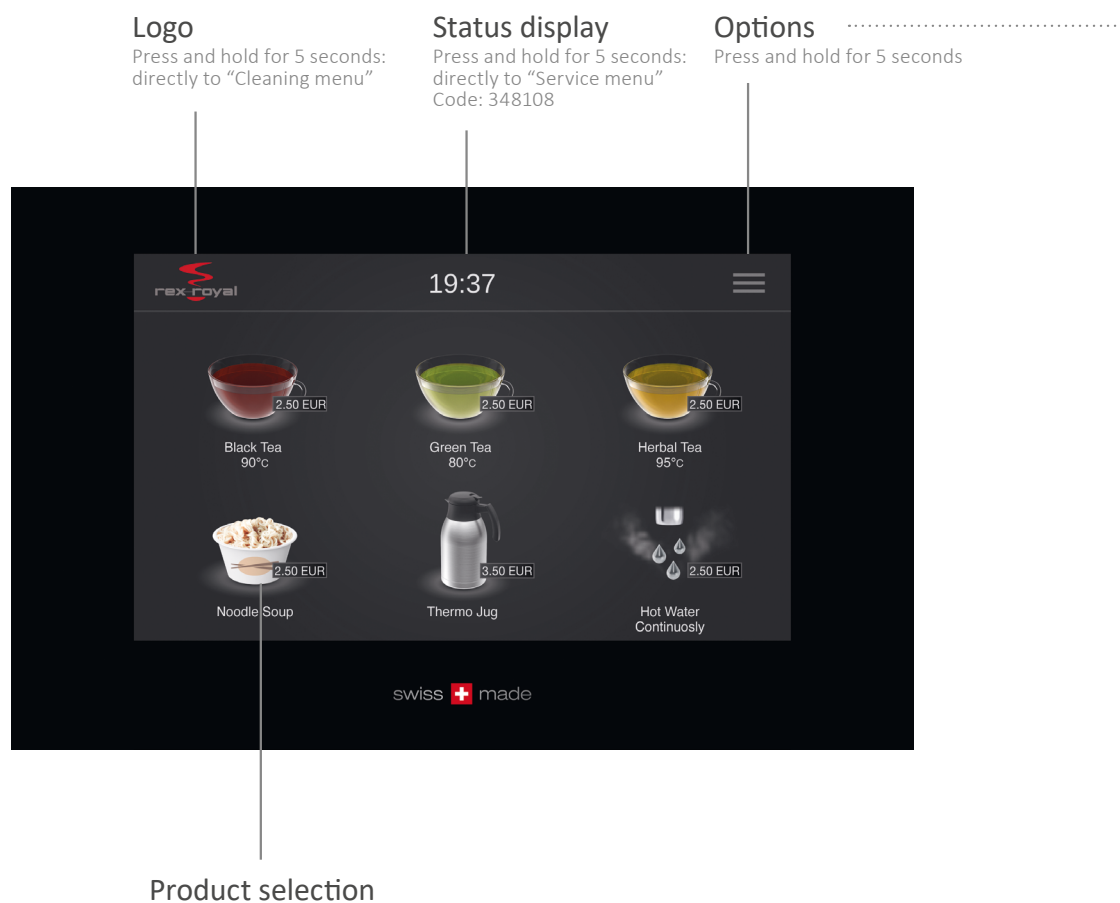 Logo
Press and hold for 5 seconds:
directly to “Cleaning menu”
Status display
Press and hold for 5 seconds:
directly to “Service menu”
Code: 348108
Options
Press and hold for 5 seconds
rex-royal
19:37
2.50 EUR
2.50 EUR
2.50 EUR
Black Tea
90°C
Green Tea
80°C
Herbal Tea
95°C
2.50 EUR
3.50 EUR
2.50 EUR
Noodle Soup
Thermo Jug
Hot Water
Continuosly
swiss made
Product selection